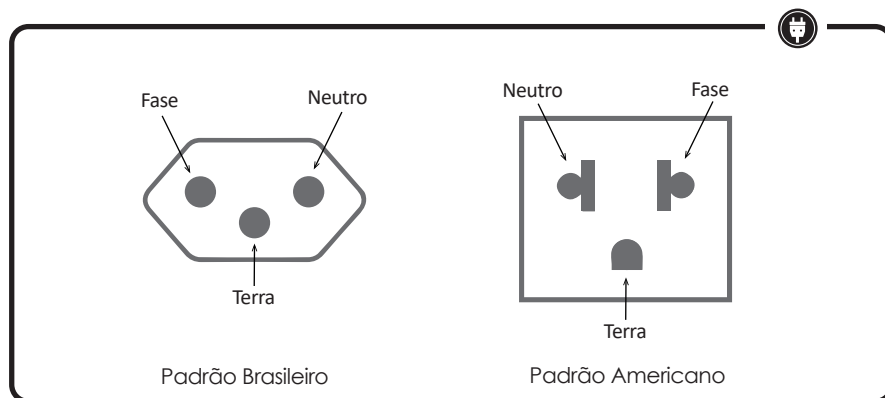 Fase
Neutro
Terra
Padrão Brasileiro
Neutro
Fase
Terra
Padrão Americano